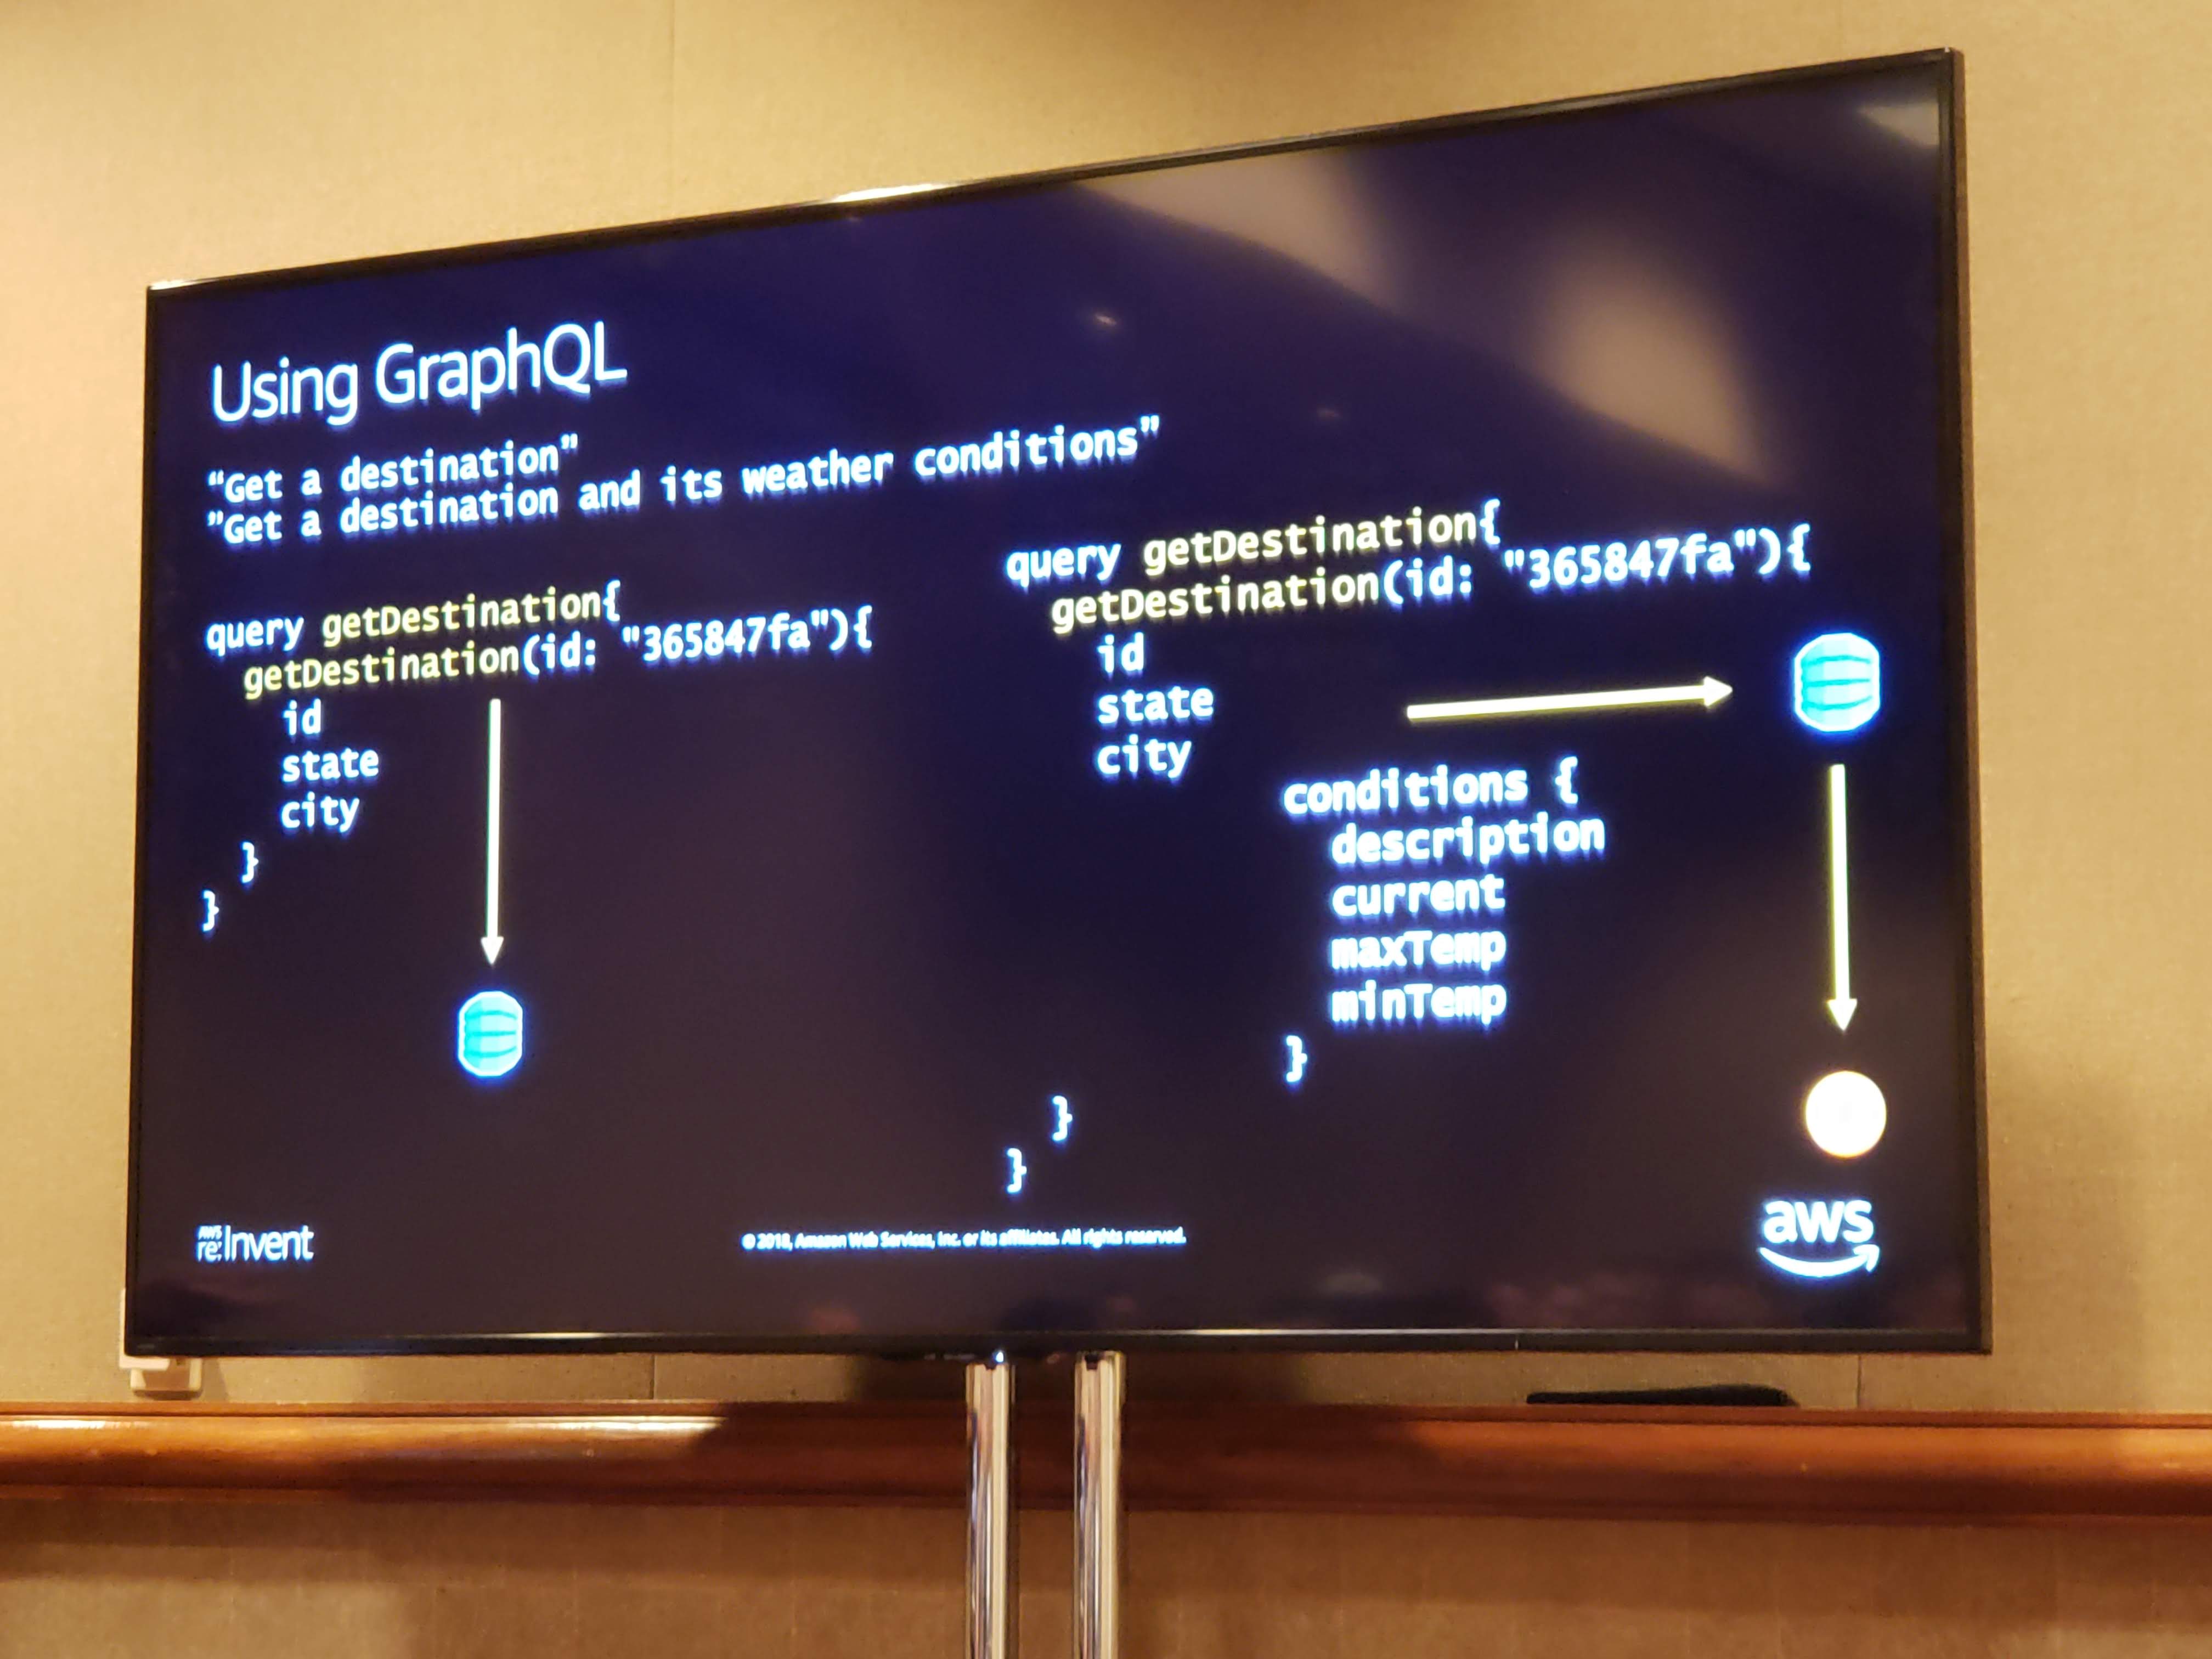 Using GraphQL
“Get a destination”
”Get a destination and its weather conditions”
query getDestination{
getDestination(id: "365847fa"){
id
state
city
}
}
query getDestination{
getDestination(id: "365847fa"){
id
state
city
conditions {
description
current
maxTemp
minTemp
}
}
}
AWS
re:Invent
© 2018, Amazon Web Services, Inc. or its affiliates. All rights reserved.
aws